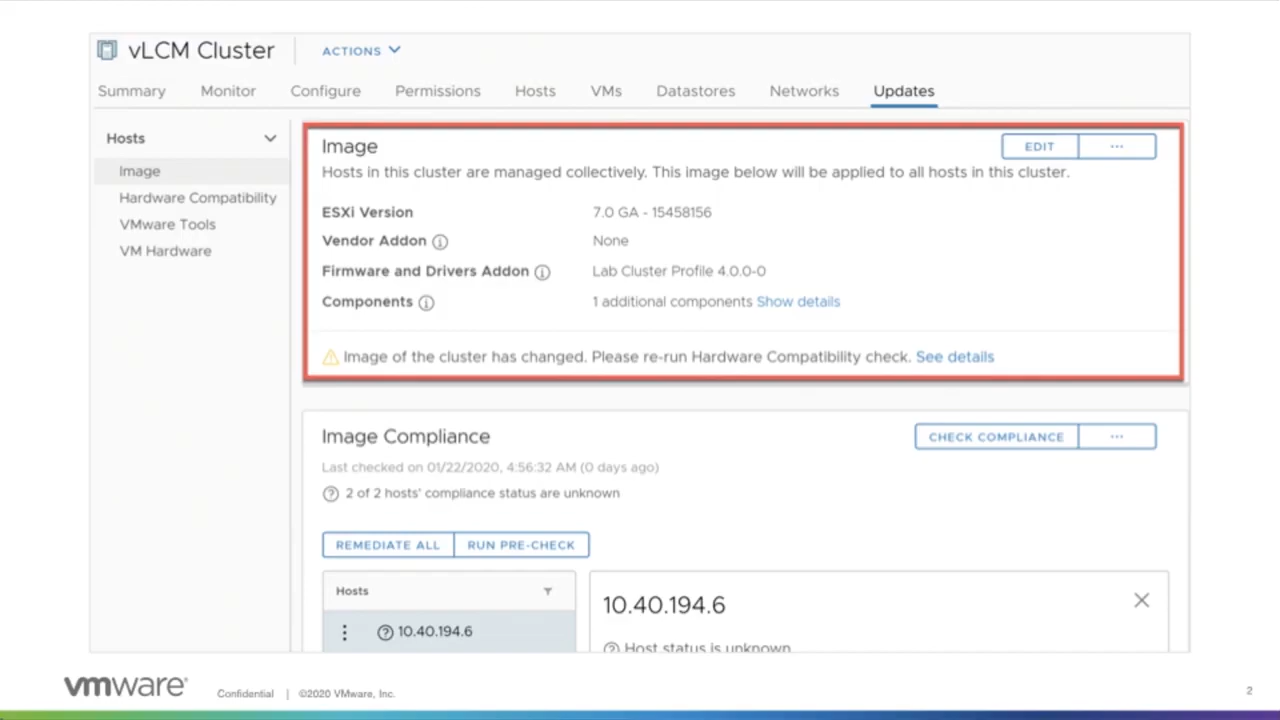 vLCM Cluster
ACTIONS
Summary Monitor Configure Permissions Hosts VMs Datastores Networks Updates
Hosts
Image
Hardware Compatibility
VMware Tools
VM Hardware
Image
EDIT ...
Hosts in this cluster are managed collectively. This image below will be applied to all hosts in this cluster.
ESXi Version 7.0 GA - 15458156
Vendor Addon None
Firmware and Drivers Addon Lab Cluster Profile 4.0.0-0
Components 1 additional components Show details
Image of the cluster has changed. Please re-run Hardware Compatibility check. See details
Image Compliance
CHECK COMPLIANCE ...
Last checked on 01/22/2020, 4:56:32 AM (0 days ago)
2 of 2 hosts' compliance status are unknown
REMEDIATE ALL RUN PRE-CHECK
Hosts
10.40.194.6
10.40.194.6
Host status is unknown
vmware®
Confidential | ©2020 VMware, Inc.
2